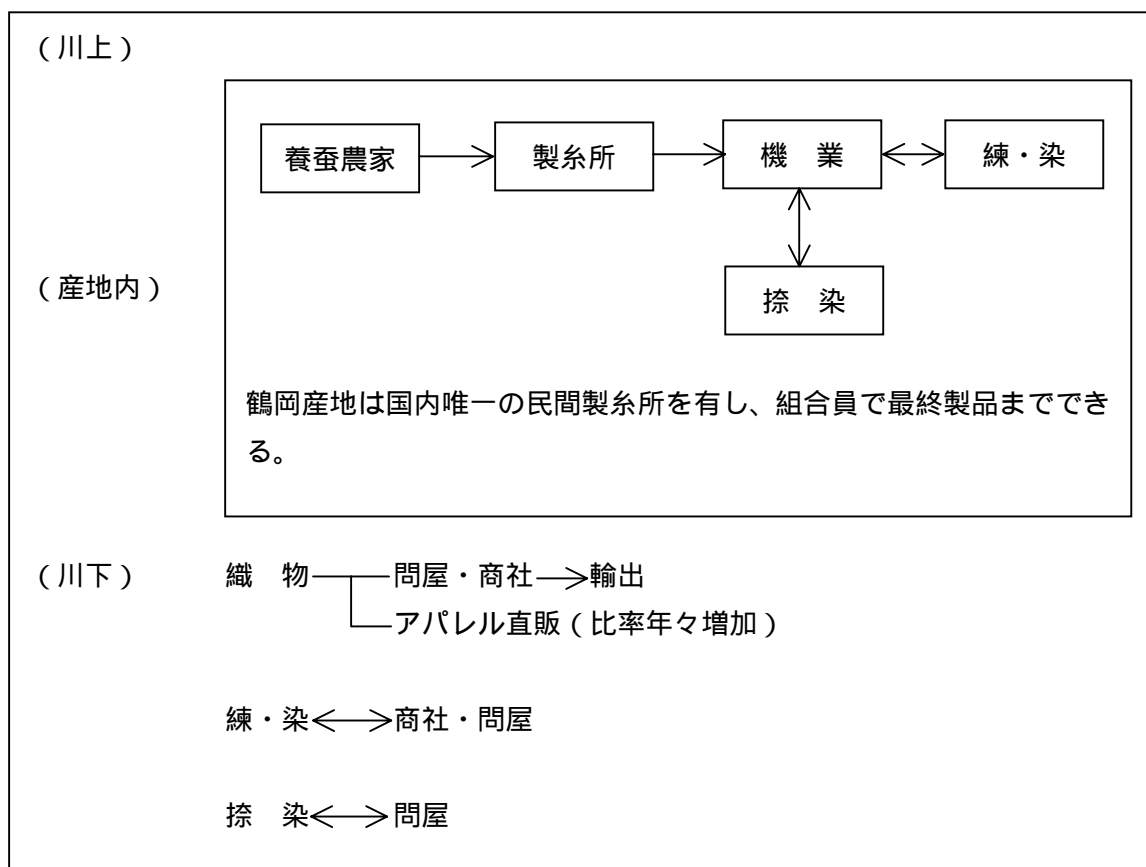 (川上)
養蚕農家 製糸所 機 業 練・染
(産地内)
捺 染
鶴岡産地は国内唯一の民間製糸所を有し、組合員で最終製品まででき
る。
(川下) 織 物 問屋・商社 輸出
アパレル直販(比率年々増加)
練・染 商社・問屋
捺 染 問屋